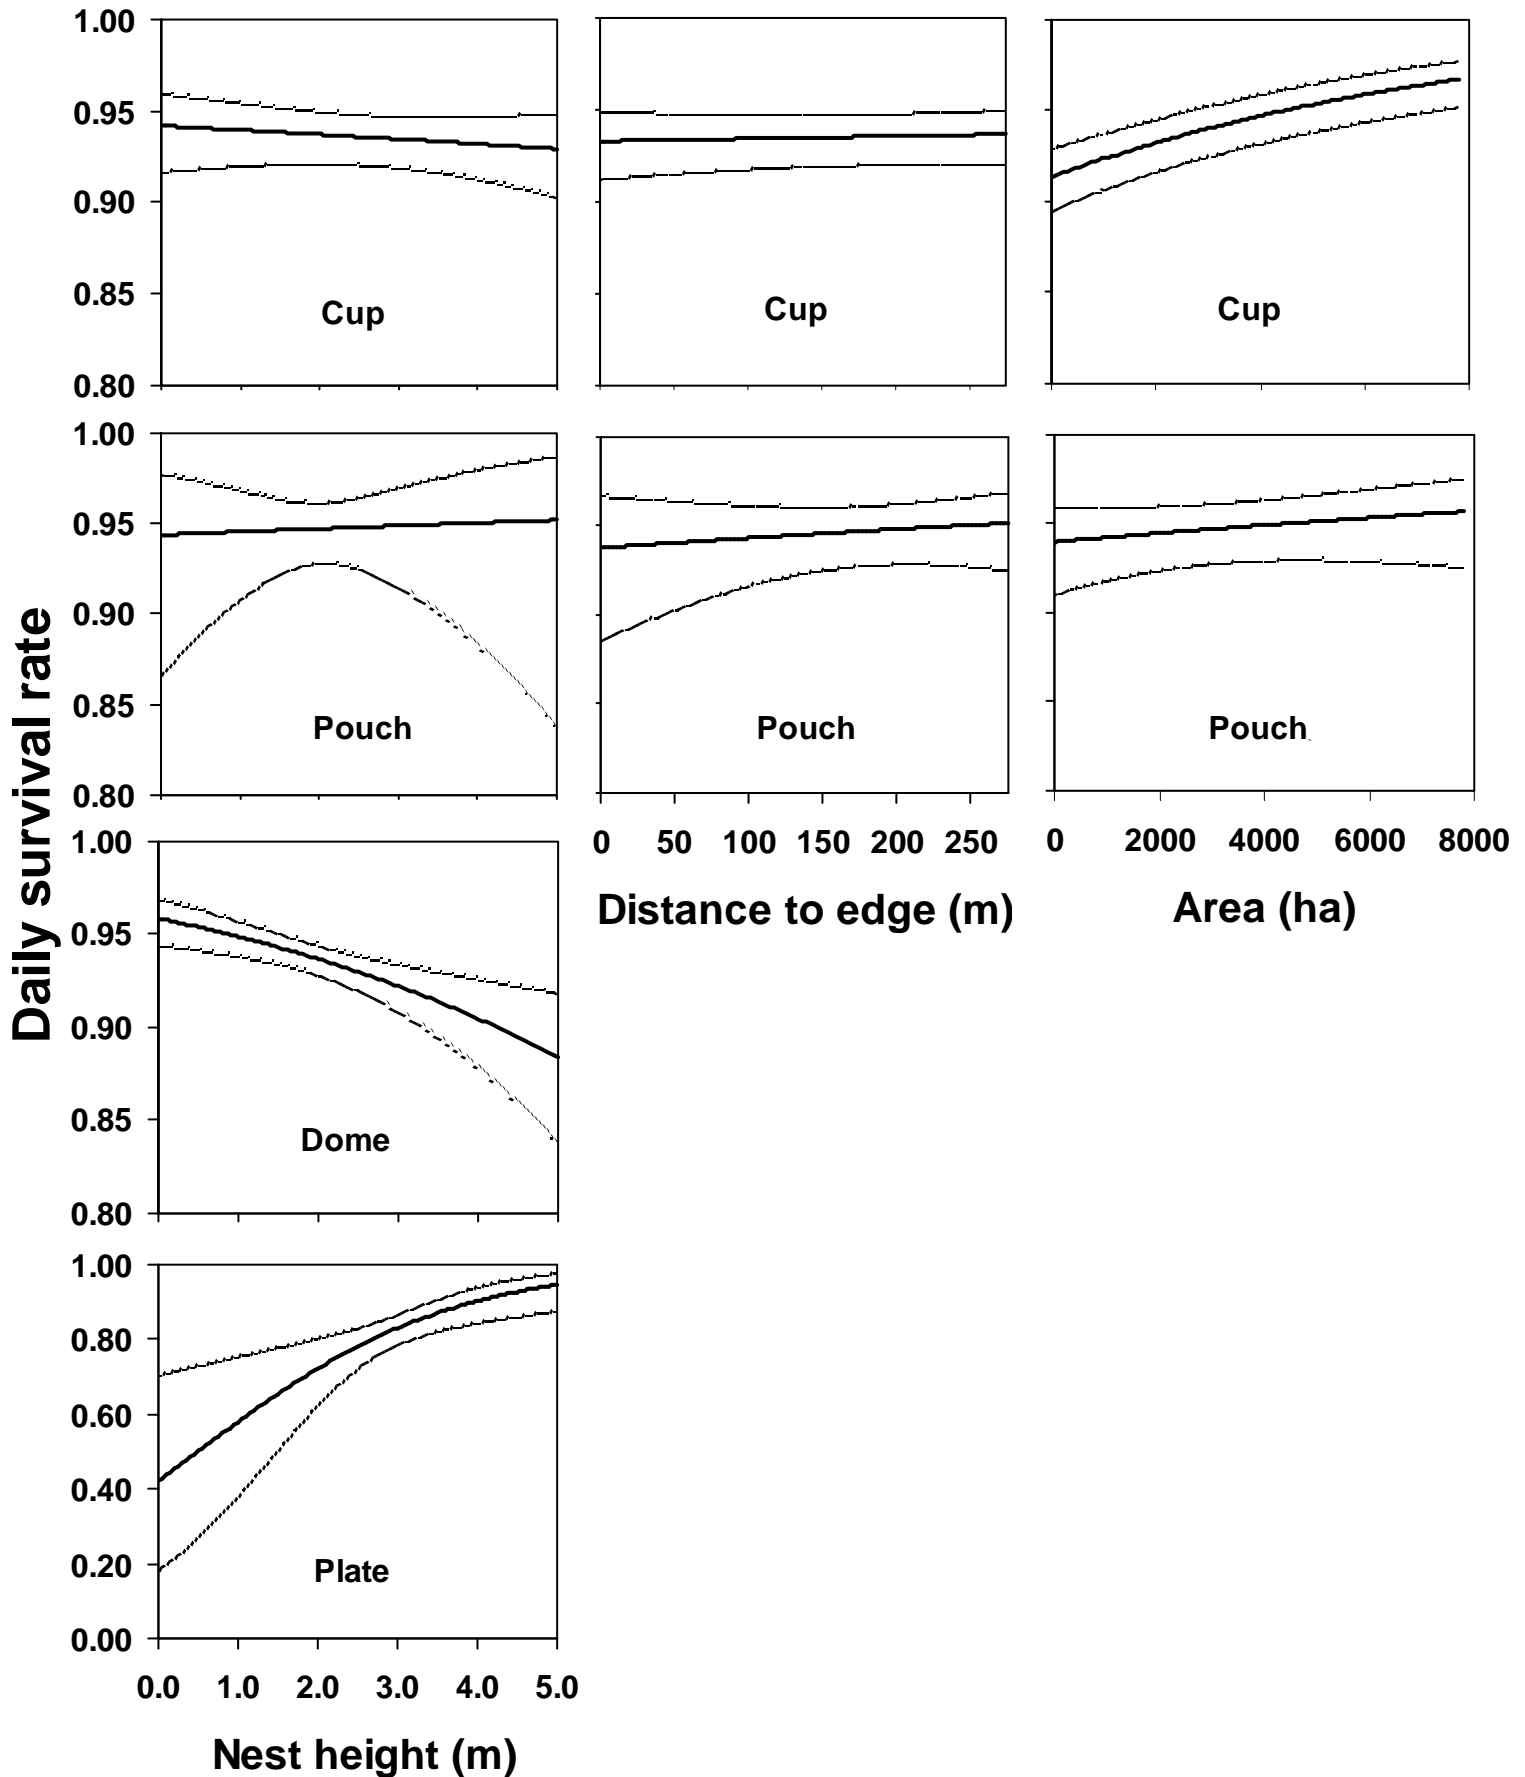 Daily survival rate
1.00
0.95
0.90
0.85
0.80
Cup
Cup
Cup
1.00
0.95
0.90
0.85
0.80
Pouch
Pouch
Pouch
0 50 100 150 200 250
Distance to edge (m)
0 2000 4000 6000 8000
Area (ha)
1.00
0.95
0.90
0.85
0.80
Dome
1.00
0.80
0.60
0.40
0.20
0.00
Plate
0.0 1.0 2.0 3.0 4.0 5.0
Nest height (m)